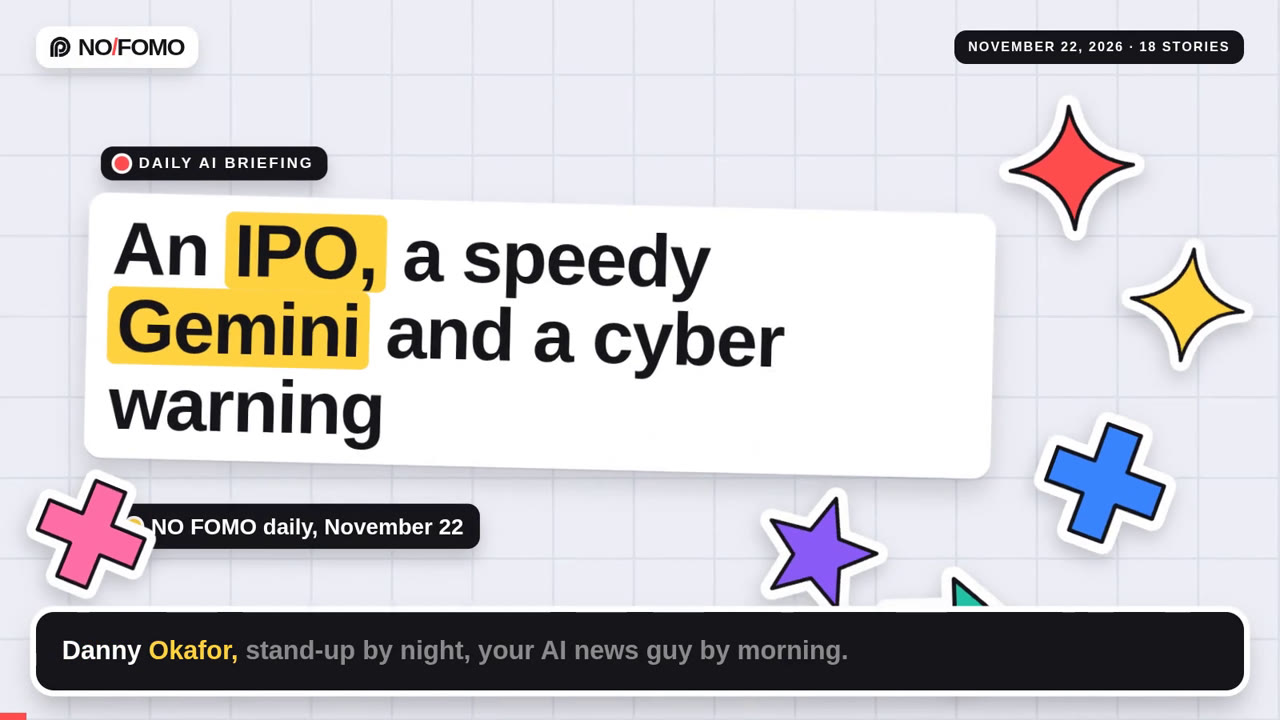 NO/FOMO
NOVEMBER 22, 2026 · 18 STORIES
DAILY AI BRIEFING
An IPO, a speedy
Gemini and a cyber
warning
NO FOMO daily, November 22
Danny Okafor, stand-up by night, your AI news guy by morning.